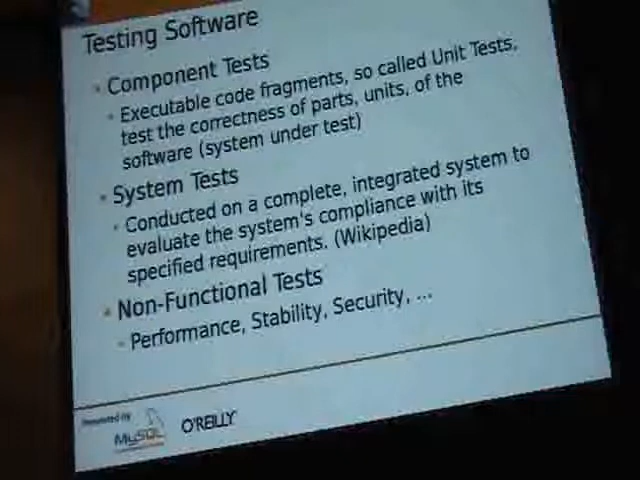 Testing Software
Component Tests
Executable code fragments, so called Unit Tests,
test the correctness of parts, units, of the
software (system under test)
System Tests
Conducted on a complete, integrated system to
evaluate the system's compliance with its
specified requirements. (Wikipedia)
Non-Functional Tests
Performance, Stability, Security, ...
Presented by
MySQL
O'REILLY